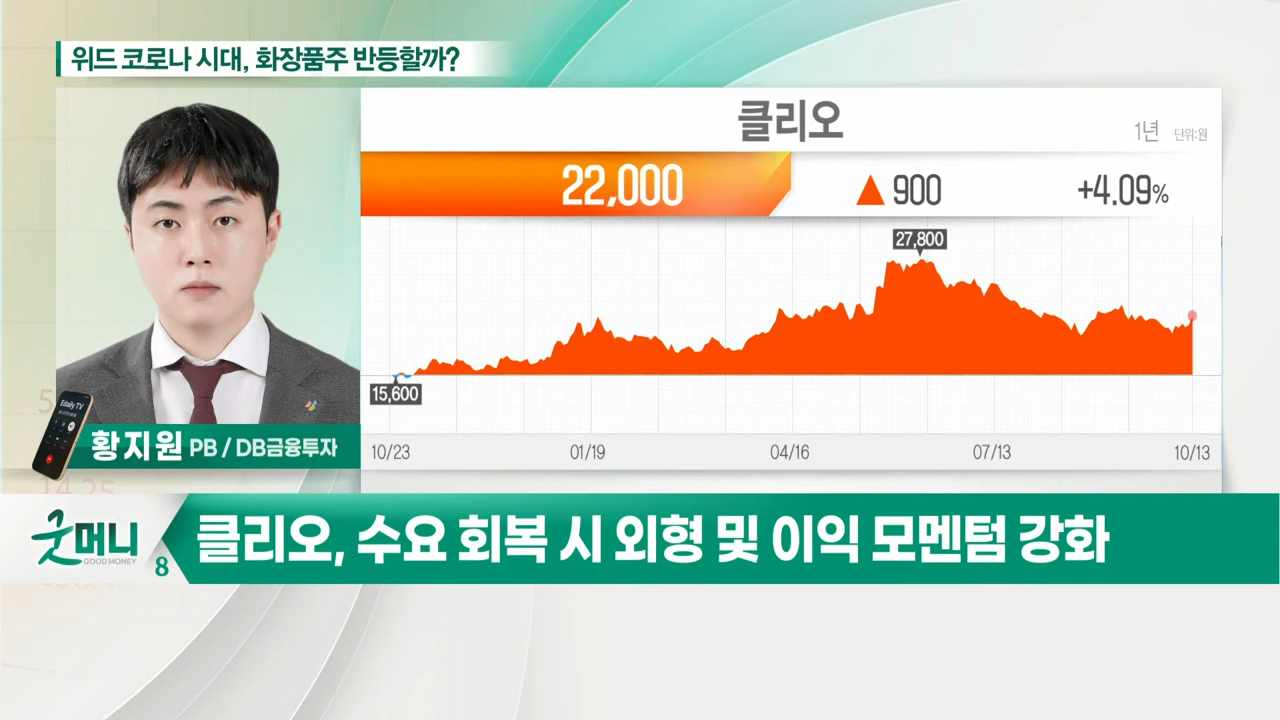 위드 코로나 시대, 화장품주 반등할까?
클리오
1년 단위:원
22,000 ▲ 900 +4.09%
27,800
15,600
10/23 01/19 04/16 07/13 10/13
Edaily TV
황지원 PB / DB금융투자
굿머니
GOOD MONEY
8
클리오, 수요 회복 시 외형 및 이익 모멘텀 강화